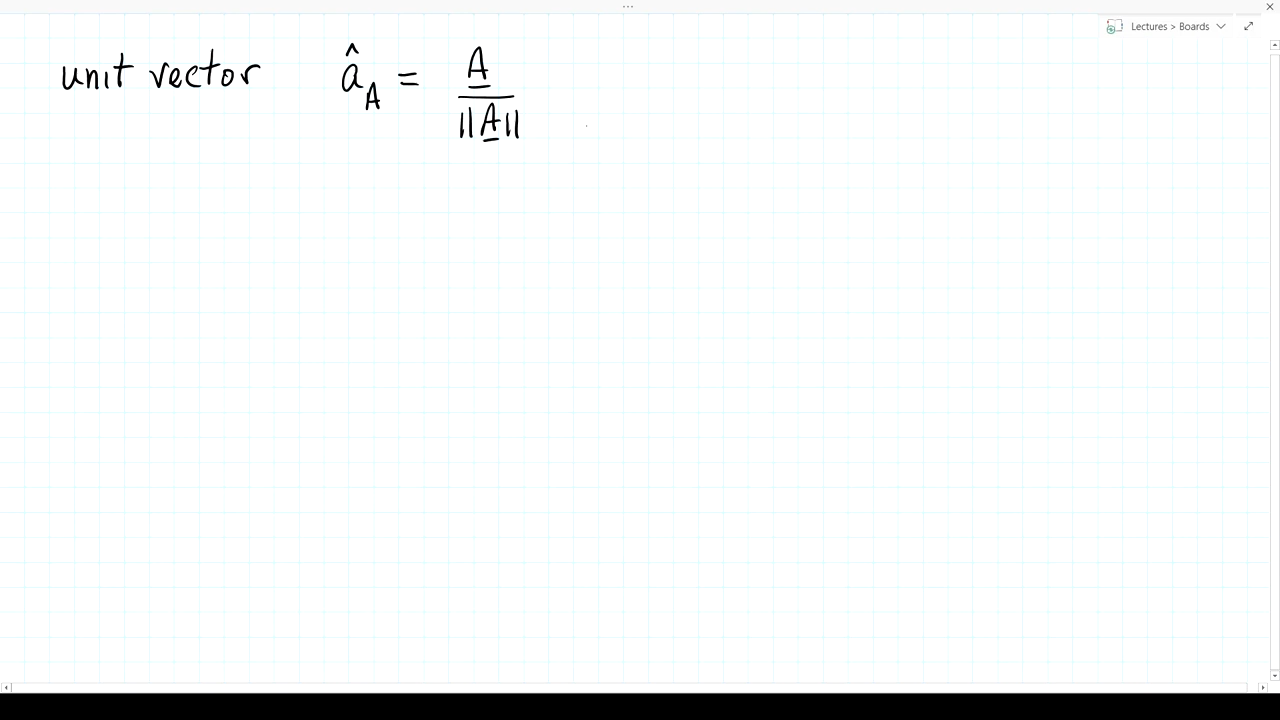 Lectures > Boards
unit vector â_A = A̲ / ||A̲||